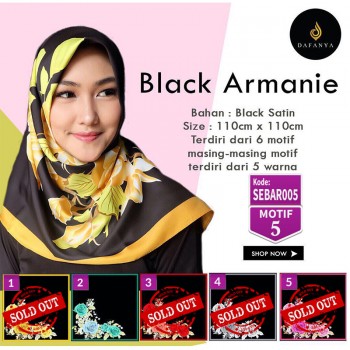 DAFANYA
Black Armanie
Bahan : Black Satin
Size : 110cm x 110cm
Terdiri dari 6 motif
masing-masing motif
terdiri dari 5 warna
Kode:
SEBAR005
MOTIF
5
SHOP NOW
1
2
3
4
5
SOLD OUT
SOLD OUT
SOLD OUT
SOLD OUT